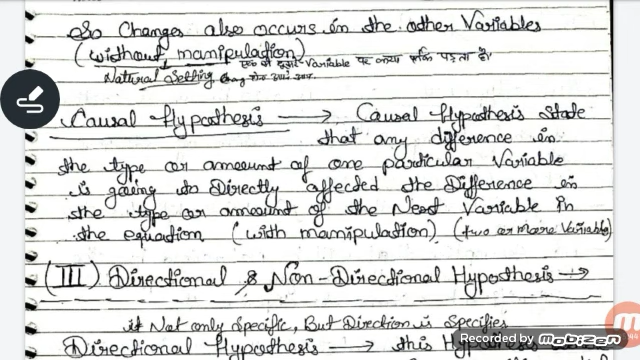 So Changes also occurs in the other Variables
(without manipulation) एक का दूसरे Variable पर क्या फर्क पड़ता है।
Natural Setting
Causal Hypothesis → Causal Hypothesis State
that any difference in
the type or amount of one particular Variable
is going to Directly affected the Difference in
the type or amount of the Next Variable in
the equation (with manipulation) (two or more Variable)
(III) Directional & Non-Directional Hypothesis →
it Not only Specific, But Direction is Specifies
Directional Hypothesis → this Hypothesis
Recorded by mobizen